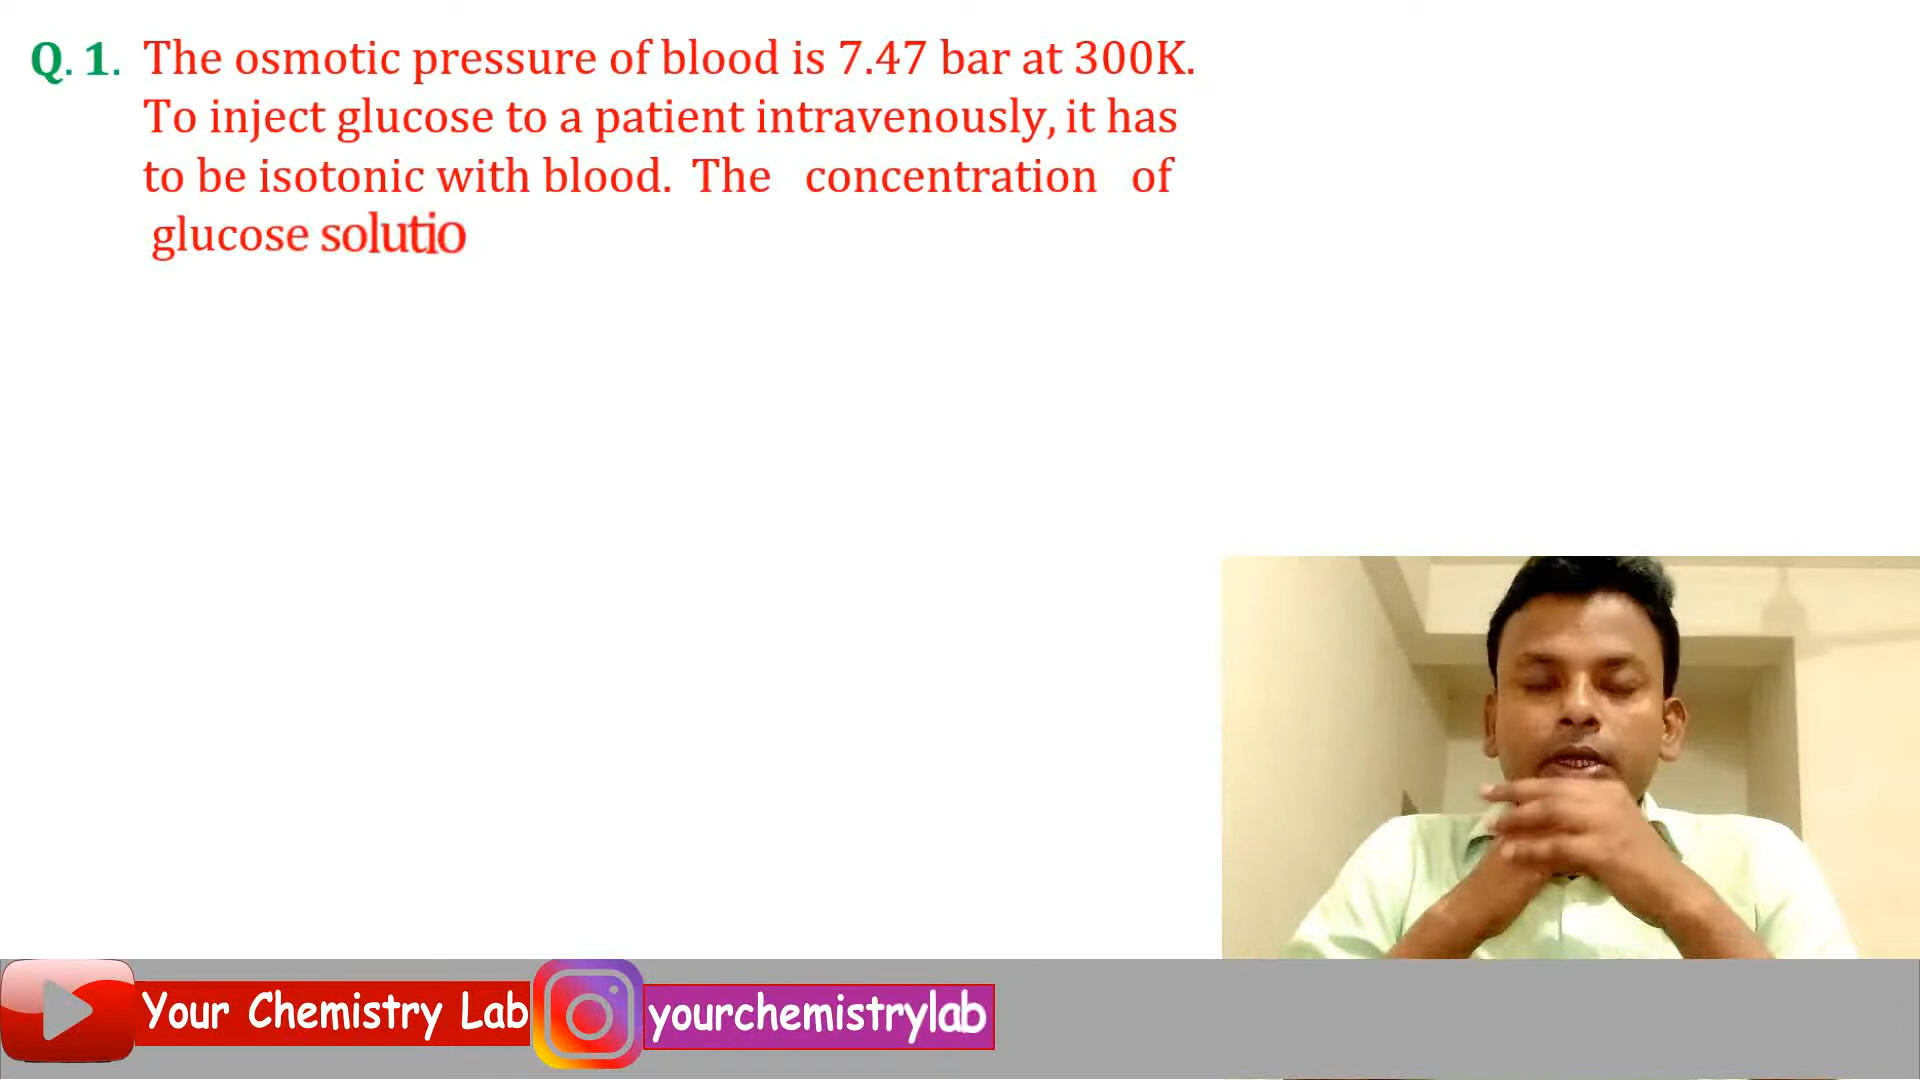 Q. 1. The osmotic pressure of blood is 7.47 bar at 300K.
To inject glucose to a patient intravenously, it has
to be isotonic with blood. The concentration of
glucose solutio
Your Chemistry Lab
yourchemistrylab